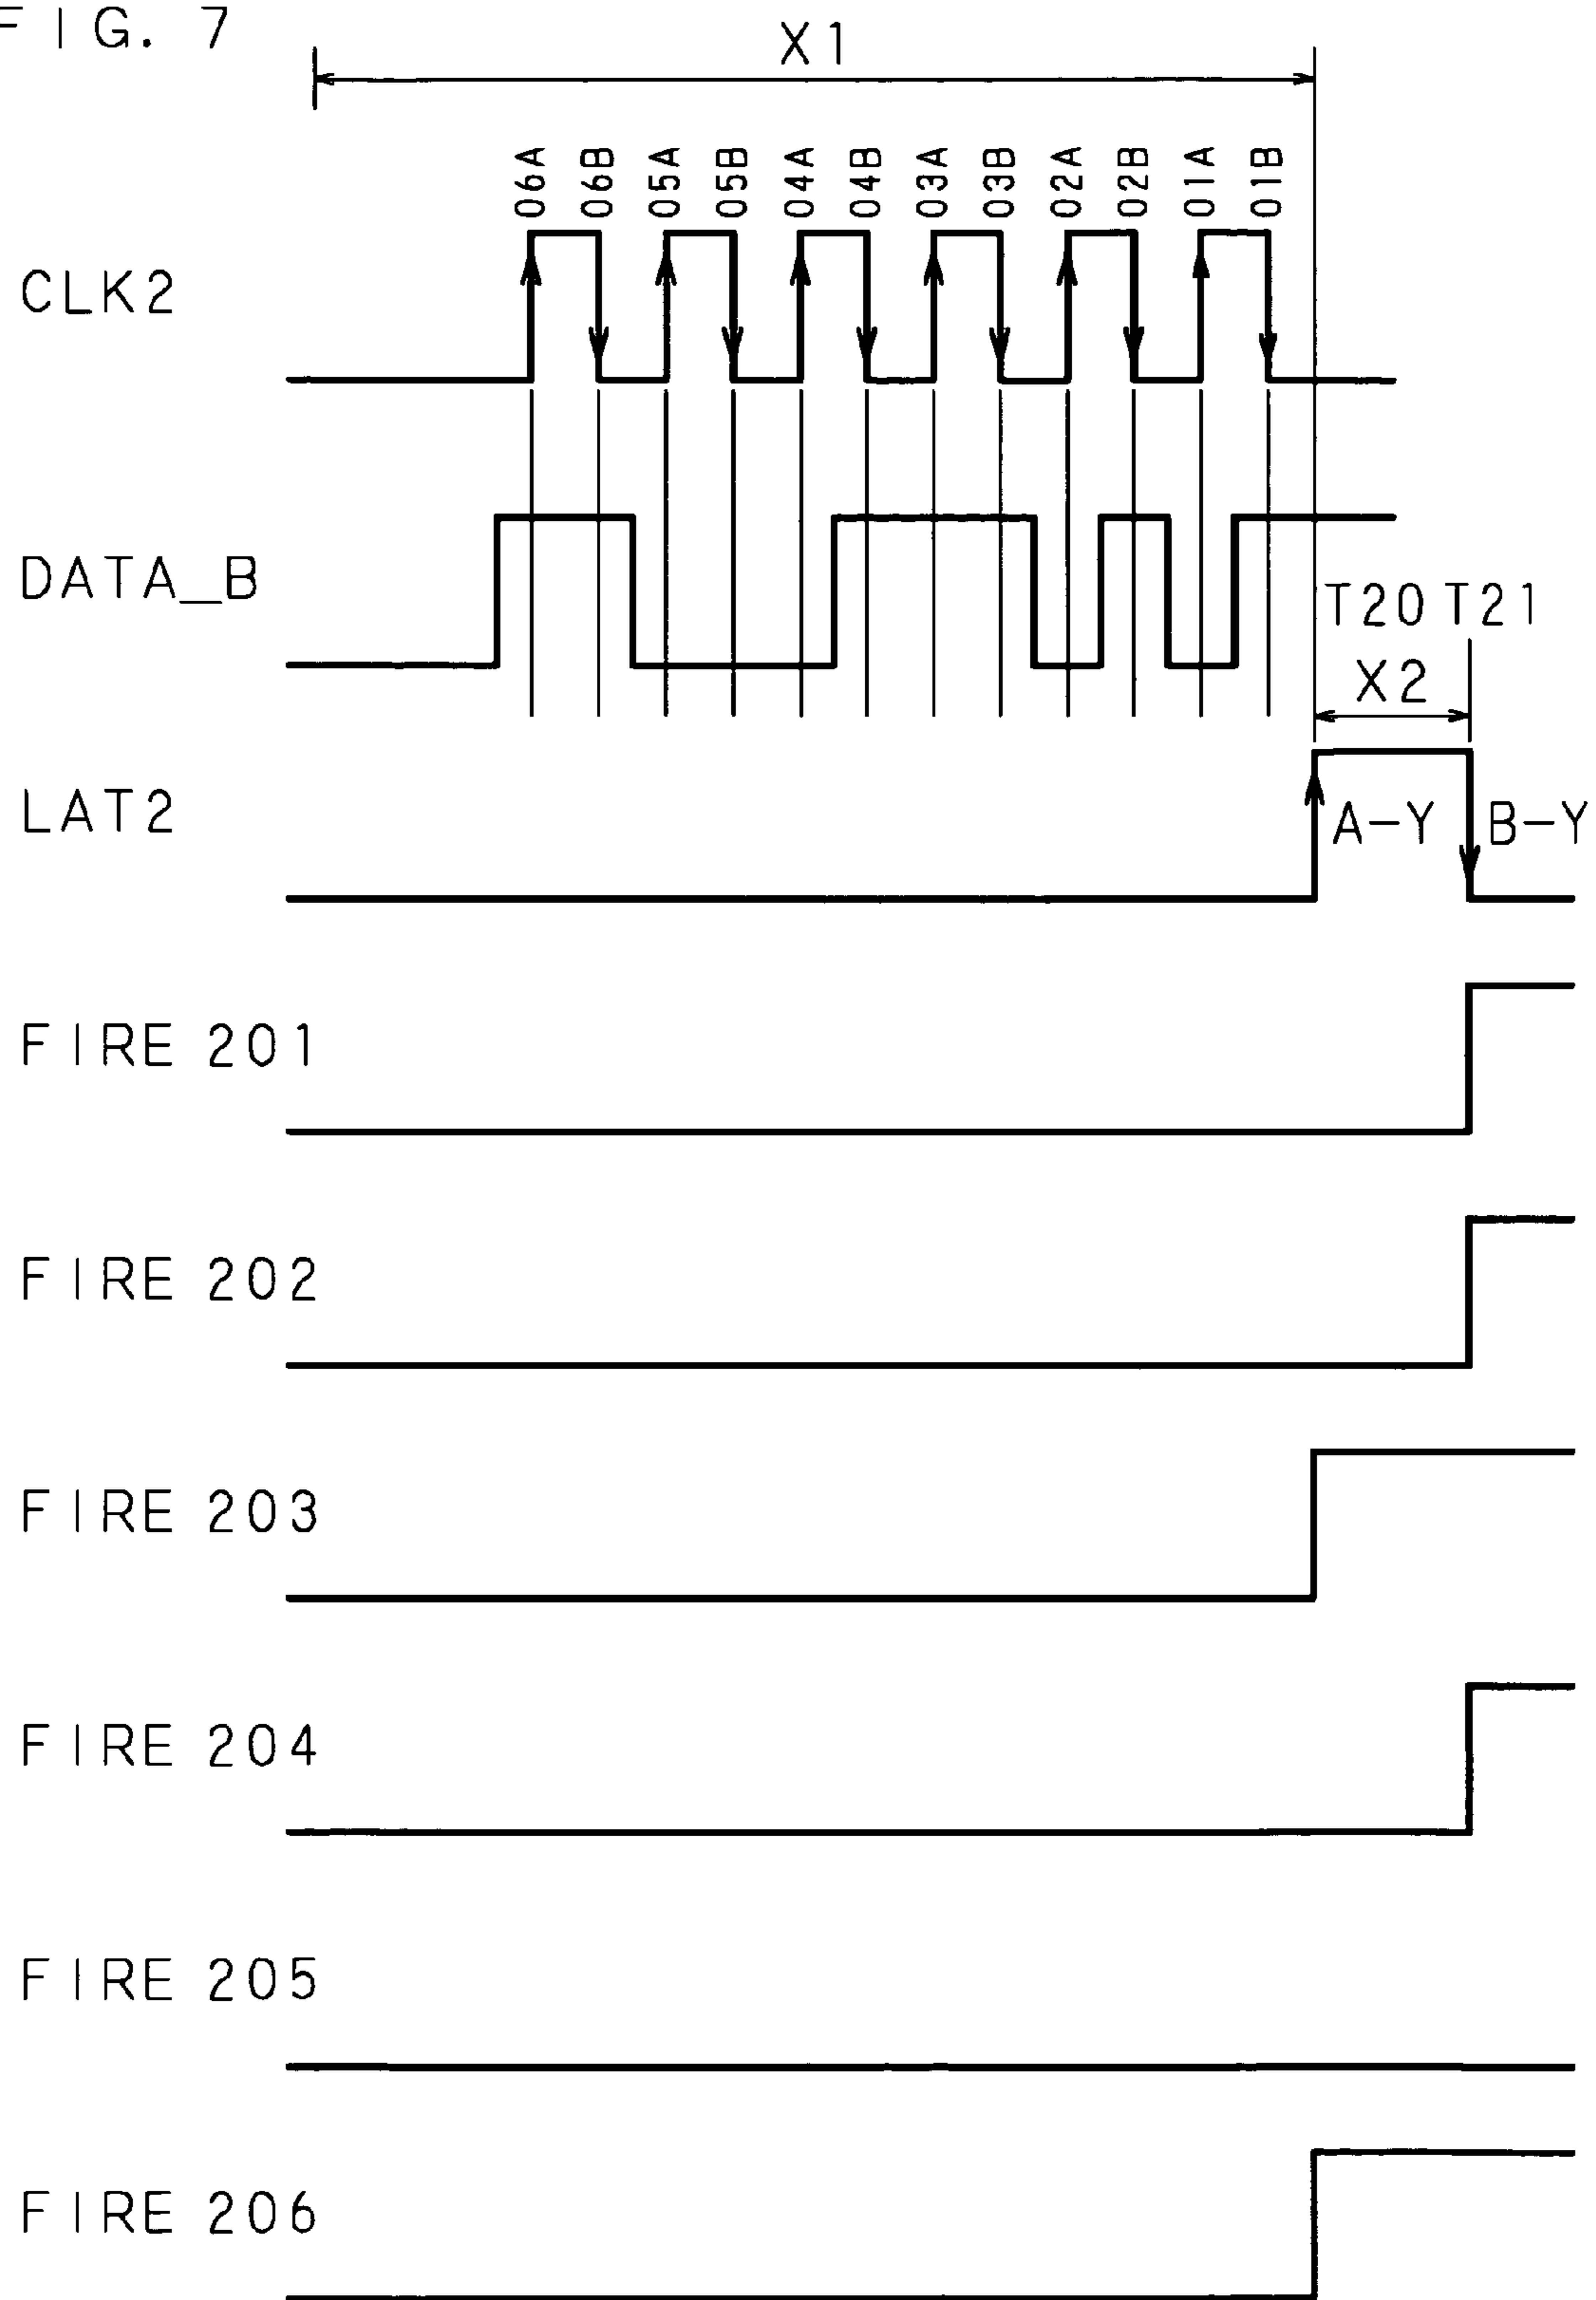 FIG. 7
X1
06A 06B 05A 05B 04A 04B 03A 03B 02A 02B 01A 01B
CLK2
DATA_B
T20 T21
X2
LAT2
A-Y B-Y
FIRE 201
FIRE 202
FIRE 203
FIRE 204
FIRE 205
FIRE 206